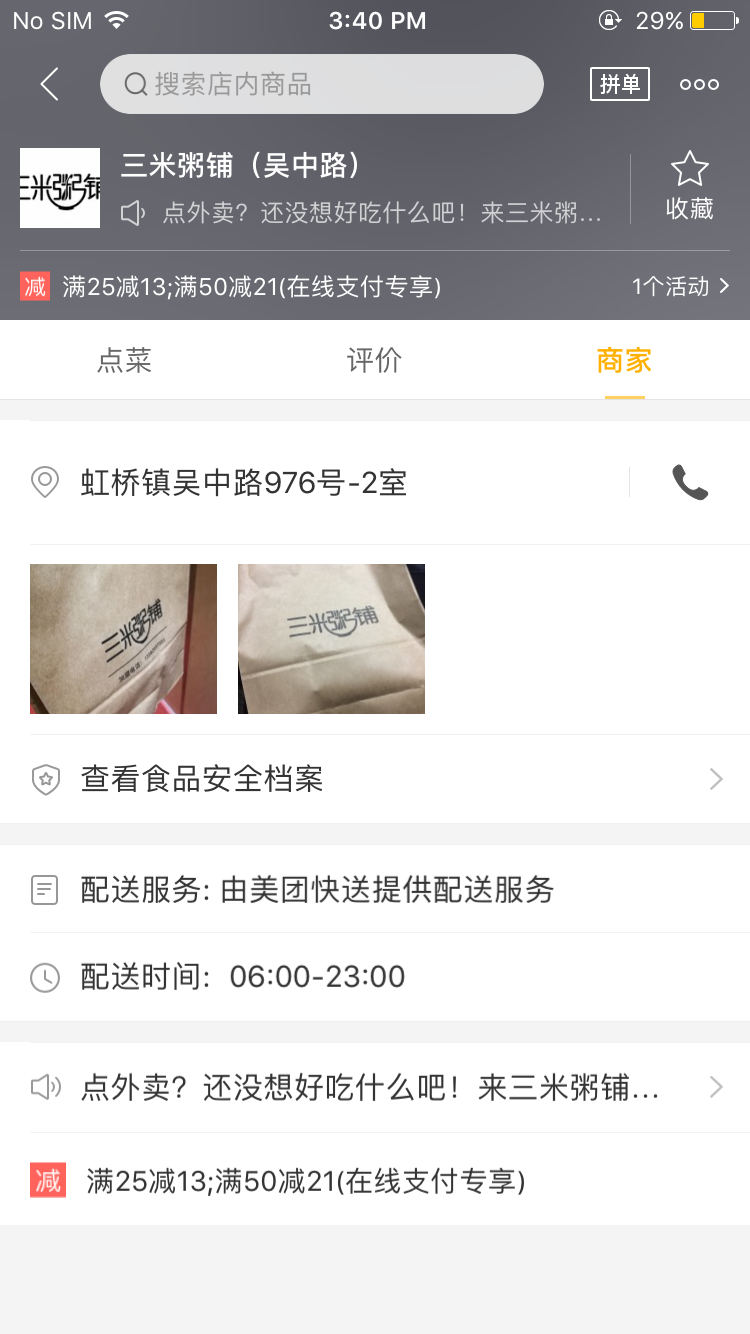 No SIM 3:40 PM 29%
搜索店内商品 拼单
三米粥铺
三米粥铺（吴中路）
点外卖？还没想好吃什么吧！来三米粥... 收藏
减 满25减13;满50减21(在线支付专享) 1个活动
点菜 评价 商家
虹桥镇吴中路976号-2室
三米粥铺
三米粥铺
查看食品安全档案
配送服务: 由美团快送提供配送服务
配送时间: 06:00-23:00
点外卖？还没想好吃什么吧！来三米粥铺...
减 满25减13;满50减21(在线支付专享)